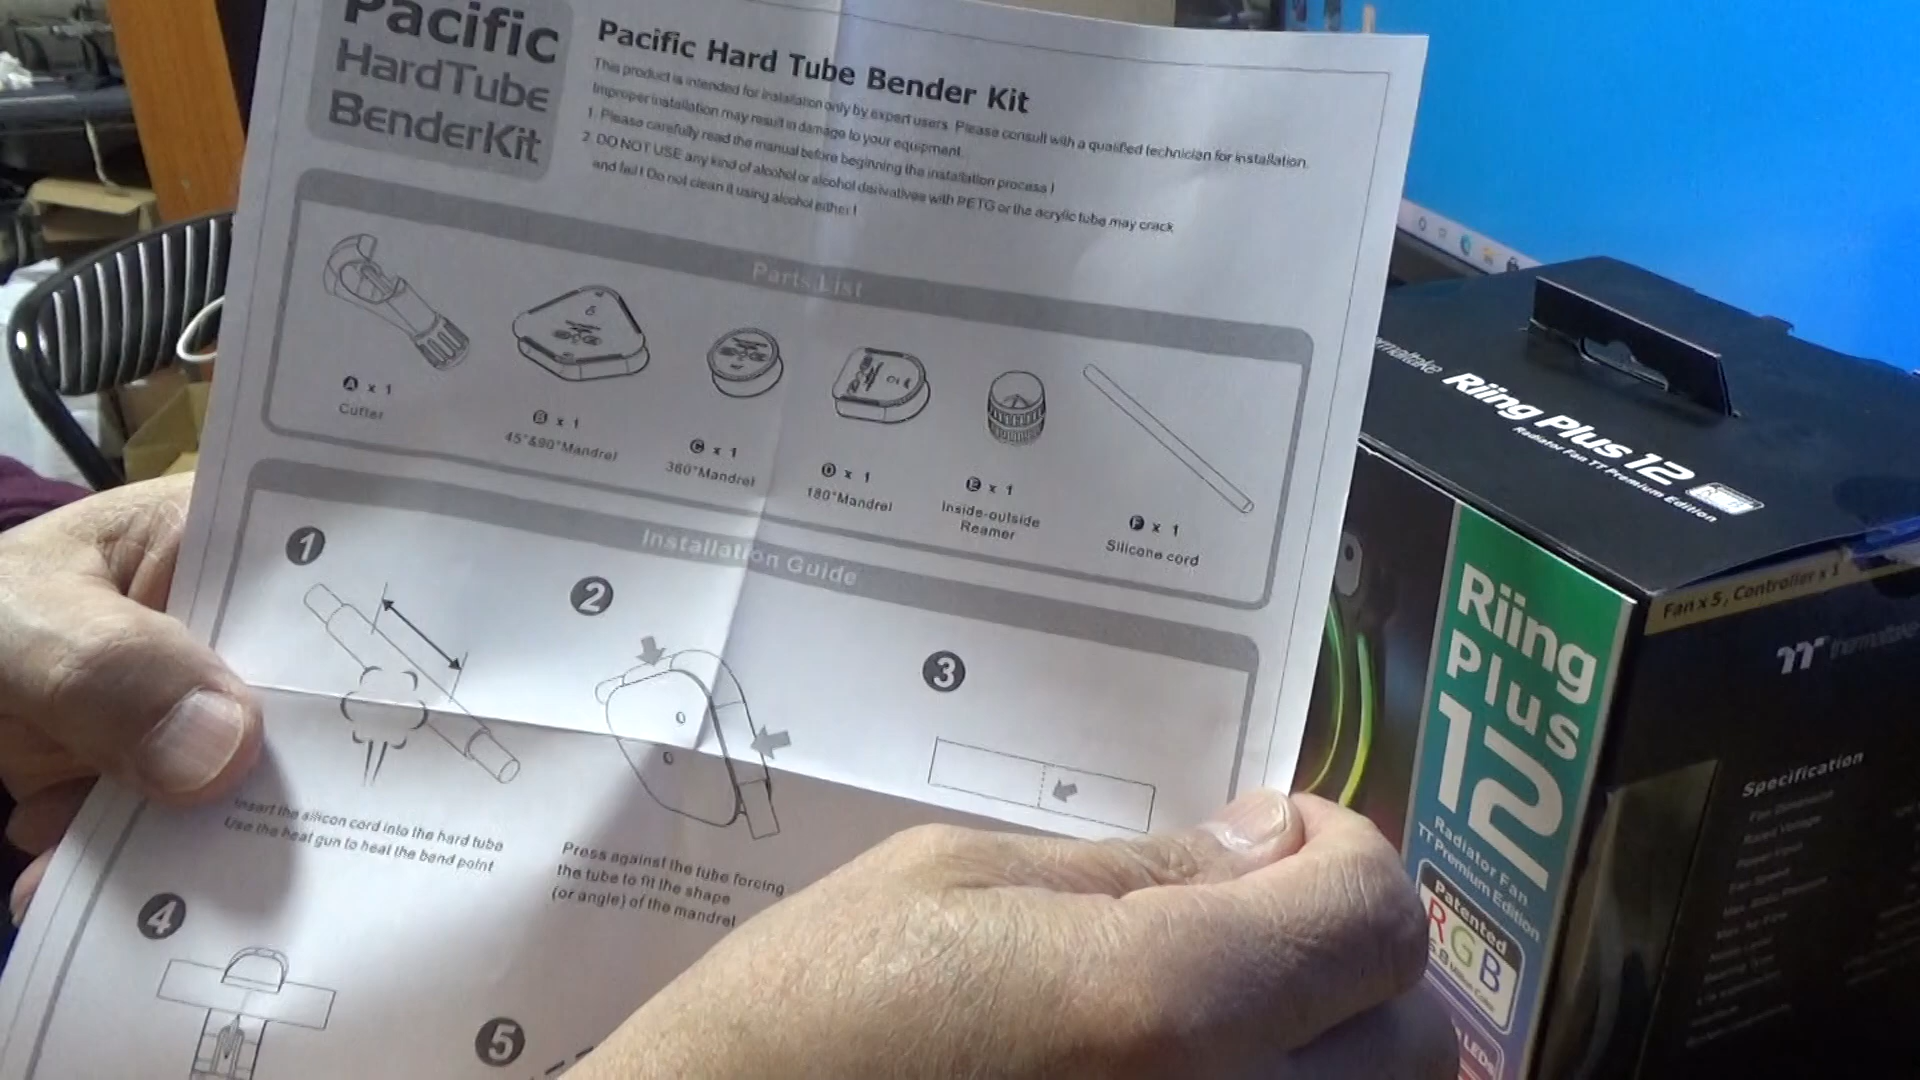 Pacific
HardTube
BenderKit
Pacific Hard Tube Bender Kit
This product is intended for installation only by expert users. Please consult with a qualified technician for installation.
Improper installation may result in damage to your equipment.
1. Please carefully read the manual before beginning the installation process !
2. DO NOT USE any kind of alcohol or alcohol derivatives with PETG or the acrylic tube may crack
and fail ! Do not clean it using alcohol either !
Parts List
A x 1
Cutter
B x 1
45°&90°Mandrel
C x 1
360°Mandrel
D x 1
180°Mandrel
E x 1
Inside-outside
Reamer
F x 1
Silicone cord
Installation Guide
1
Insert the silicon cord into the hard tube
Use the heat gun to heat the bend point
2
Press against the tube forcing
the tube to fit the shape
(or angle) of the mandrel
3
4
5
Riing Plus 12
Radiator Fan TT Premium Edition
Fan x 5, Controller x 1
Riing
Plus
12
Radiator Fan
TT Premium Edition
Patented
RGB
LEDs
thermaltake
Specification
Fan Dimension
Rated Voltage